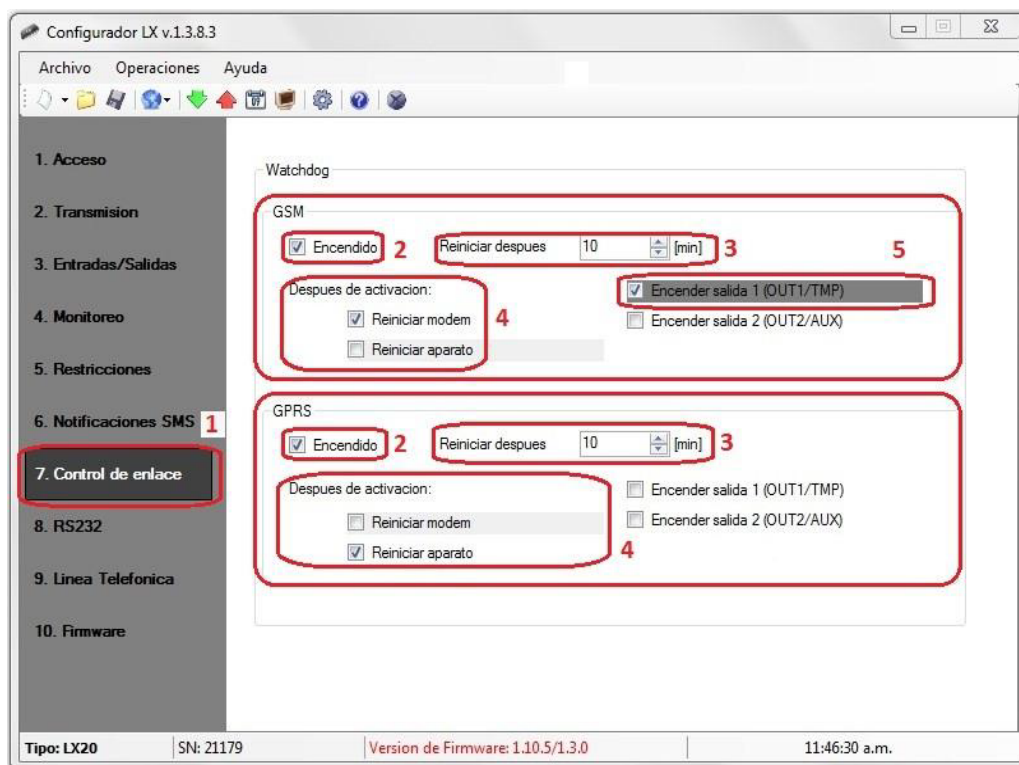 Configurador LX v.1.3.8.3
Archivo Operaciones Ayuda
1. Acceso
2. Transmision
3. Entradas/Salidas
4. Monitoreo
5. Restricciones
6. Notificaciones SMS 1
7. Control de enlace
8. RS232
9. Linea Telefonica
10. Firmware
Watchdog
GSM
Encendido 2 Reiniciar despues 10 [min] 3 5
Despues de activacion: Encender salida 1 (OUT1/TMP)
Reiniciar modem 4 Encender salida 2 (OUT2/AUX)
Reiniciar aparato
GPRS
Encendido 2 Reiniciar despues 10 [min] 3
Despues de activacion: Encender salida 1 (OUT1/TMP)
Reiniciar modem Encender salida 2 (OUT2/AUX)
Reiniciar aparato 4
Tipo: LX20 SN: 21179 Version de Firmware: 1.10.5/1.3.0 11:46:30 a.m.